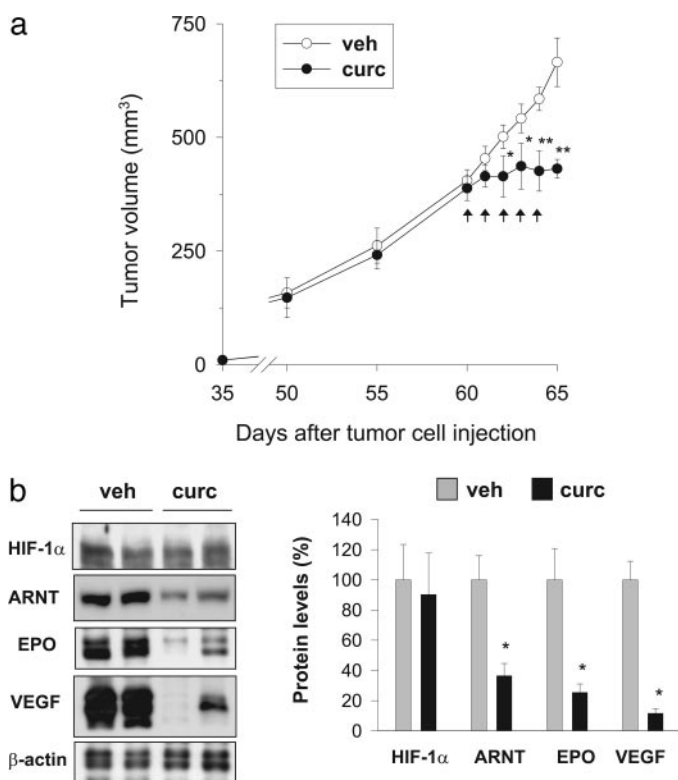 a
Tumor volume (mm³)
750
500
250
0
veh
curc
* * ** **
35 50 55 60 65
Days after tumor cell injection
b
veh curc
HIF-1α
ARNT
EPO
VEGF
β-actin
veh curc
Protein levels (%)
140
120
100
80
60
40
20
0
* * *
HIF-1α ARNT EPO VEGF